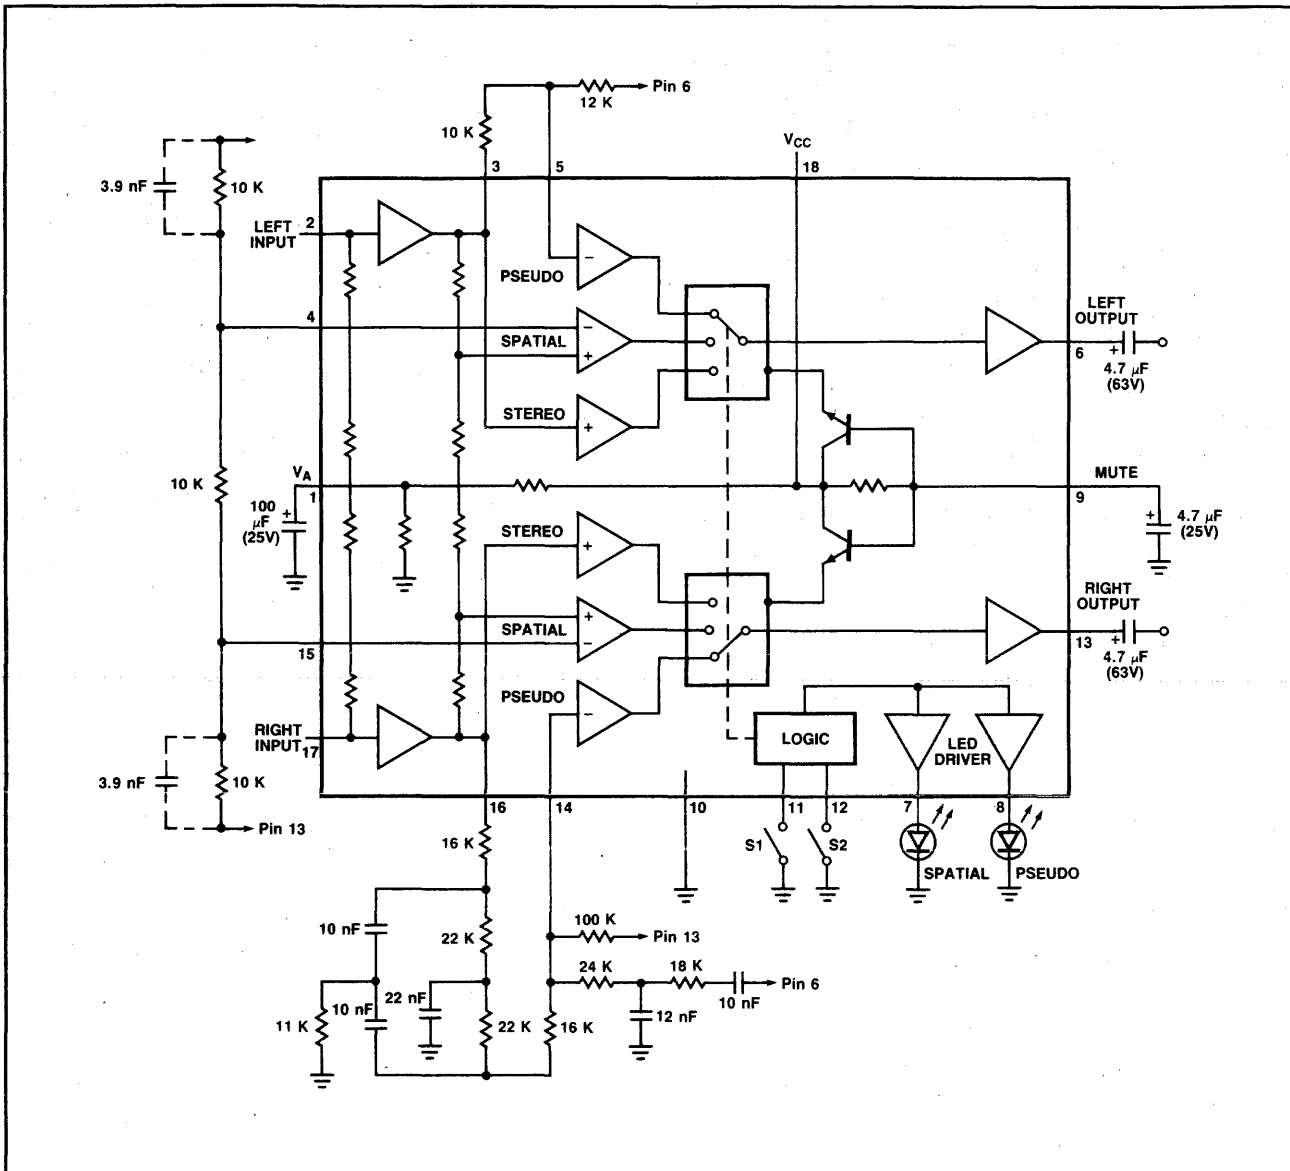 Pin 6
12 K
10 K
VCC
3
5
18
3.9 nF
10 K
2
LEFT
INPUT
PSEUDO
LEFT
OUTPUT
4
SPATIAL
6
+
4.7 µF
(63V)
STEREO
10 K
VA
1
MUTE
9
100
µF
(25V)
+
+
4.7 µF
(25V)
STEREO
RIGHT
OUTPUT
SPATIAL
15
13
+
4.7 µF
(63V)
PSEUDO
RIGHT
INPUT
17
LOGIC
LED
DRIVER
3.9 nF
10 K
Pin 13
16
14
10
11
12
7
8
16 K
S1
S2
SPATIAL
PSEUDO
10 nF
22 K
100 K
Pin 13
24 K
18 K
Pin 6
10 nF
11 K
10 nF
22 nF
22 K
16 K
12 nF